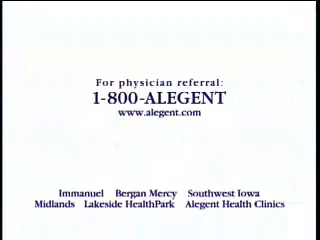 For physician referral:
1-800-ALEGENT
www.alegent.com
Immanuel Bergan Mercy Southwest Iowa
Midlands Lakeside HealthPark Alegent Health Clinics